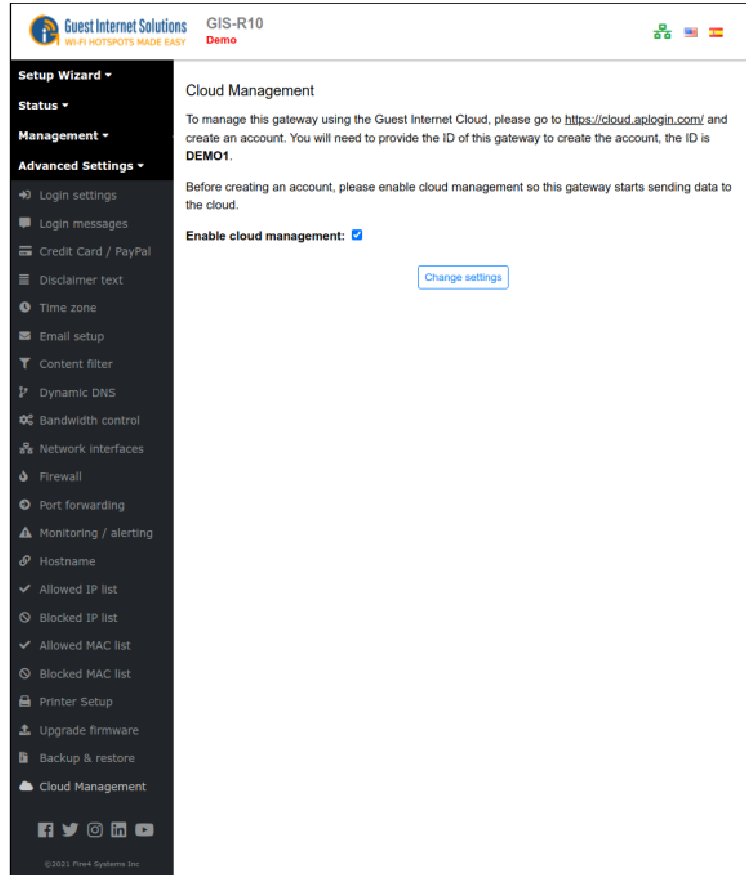 Guest Internet Solutions
WI-FI HOTSPOTS MADE EASY
GIS-R10
Demo
Setup Wizard
Status
Management
Advanced Settings
Login settings
Login messages
Credit Card / PayPal
Disclaimer text
Time zone
Email setup
Content filter
Dynamic DNS
Bandwidth control
Network interfaces
Firewall
Port forwarding
Monitoring / alerting
Hostname
Allowed IP list
Blocked IP list
Allowed MAC list
Blocked MAC list
Printer Setup
Upgrade firmware
Backup & restore
Cloud Management
©2021 Fire4 Systems Inc
Cloud Management
To manage this gateway using the Guest Internet Cloud, please go to https://cloud.aplogin.com/ and
create an account. You will need to provide the ID of this gateway to create the account, the ID is
DEMO1.
Before creating an account, please enable cloud management so this gateway starts sending data to
the cloud.
Enable cloud management:
Change settings